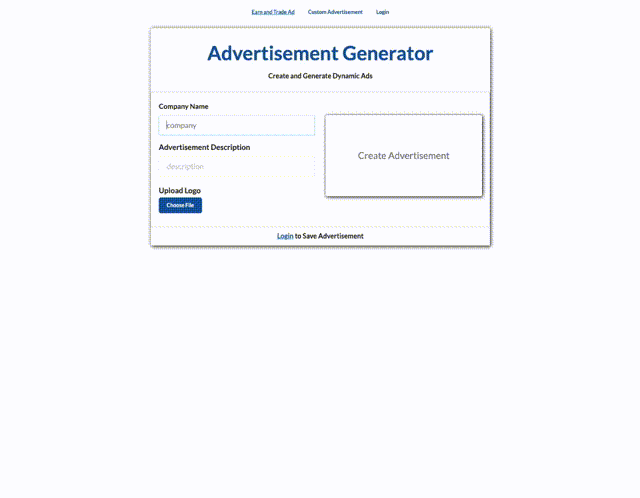 Earn and Trade Ad Custom Advertisement Login
Advertisement Generator
Create and Generate Dynamic Ads
Company Name
company
Advertisement Description
description
Upload Logo
Choose File
Create Advertisement
Login to Save Advertisement